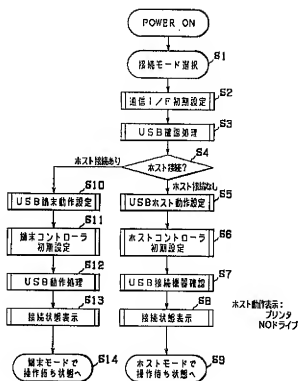 POWER ON
S1
接続モード選択
S2
通信I/F初期設定
S3
USB確認処理
S4
ホスト接続あり
ホスト接続?
S10
ホスト接続なし
S5
USB端末動作設定
USBホスト動作設定
S11
S6
端末コントローラ
初期設定
ホストコントローラ
初期設定
S12
S7
USB動作処理
USB接続機器確認
S13
S8
ホスト動作表示:
プリンタ
NOドライブ
接続状態表示
接続状態表示
端末モードで
操作待ち状態へ
S14
ホストモードで
操作待ち状態へ
S9